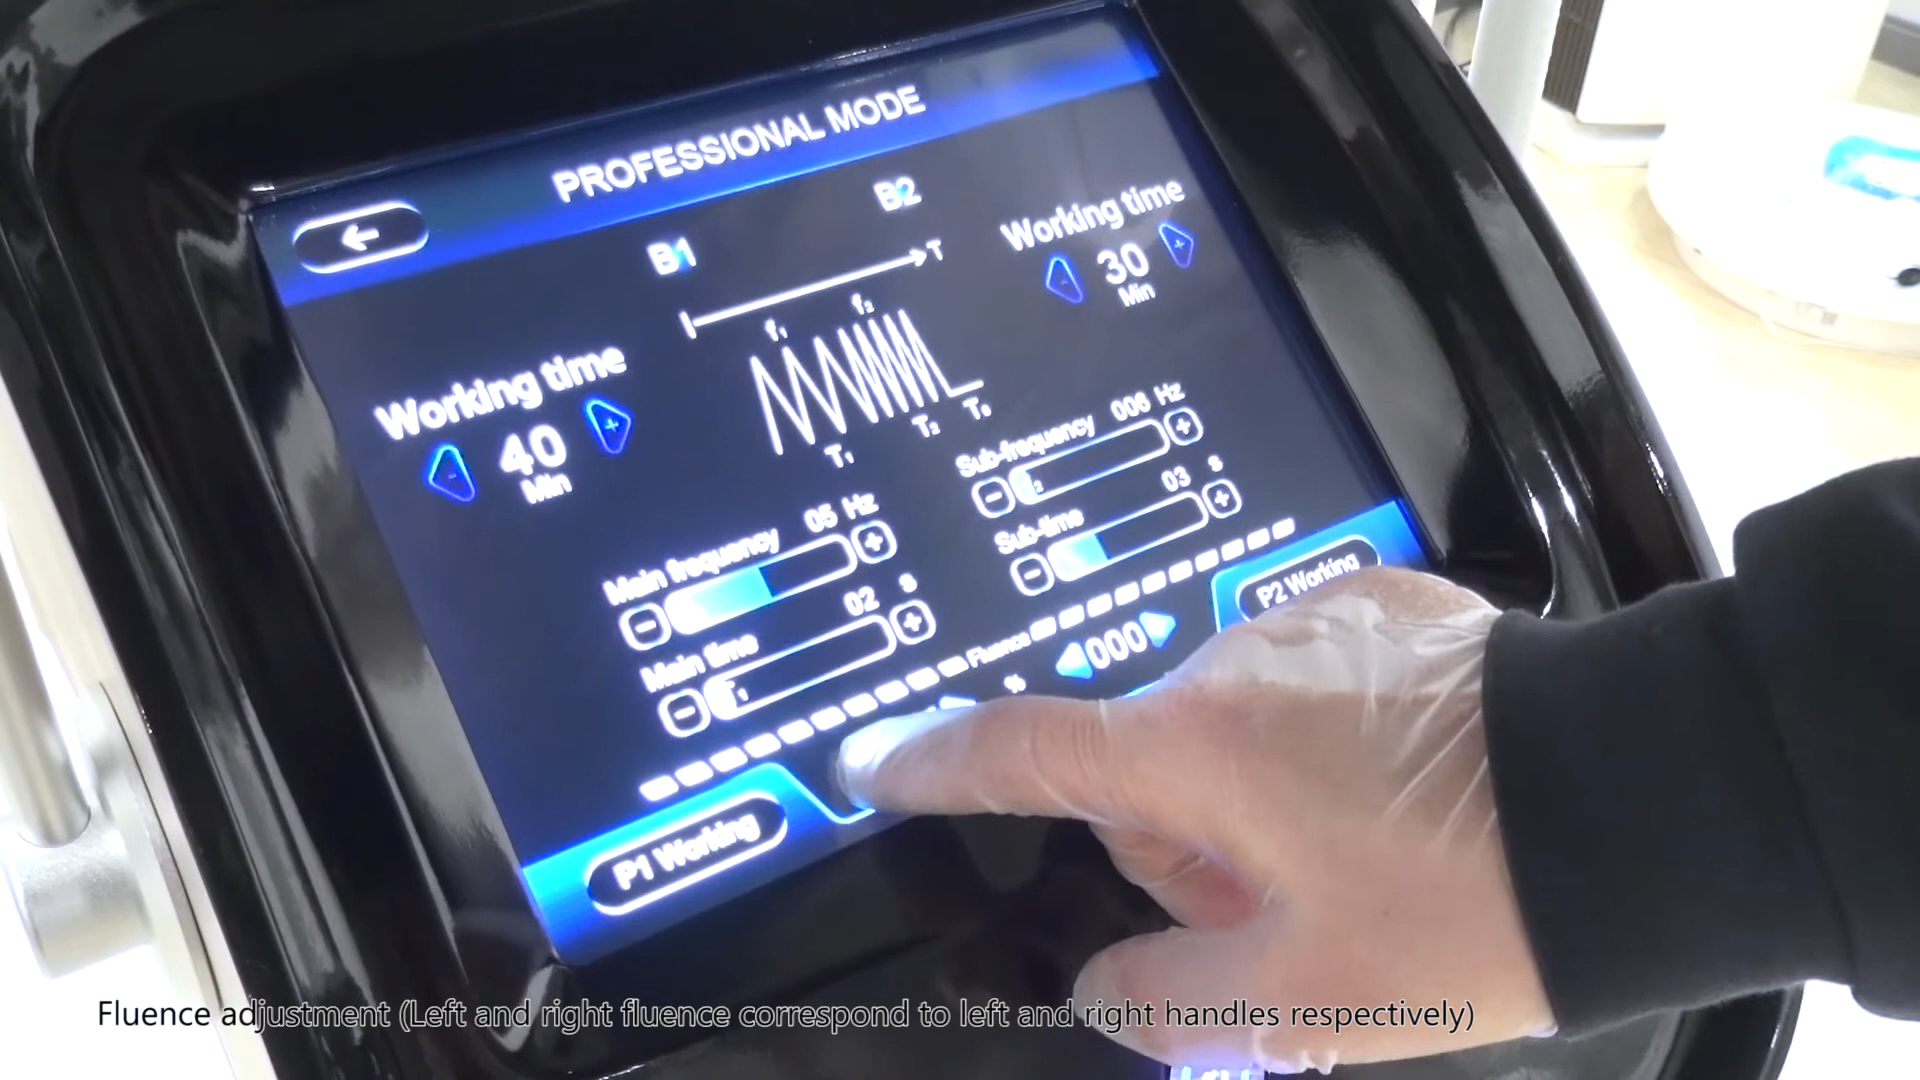 PROFESSIONAL MODE
B1
B2
T
f₁
f₂
T₁
T₂
T₀
Working time
40
Min
Working time
30
Min
Main frequency 05 Hz
Main time 02 s
Sub-frequency 006 Hz
Sub-time 03 s
Fluence
%
000
P1 Working
P2 Working
Fluence adjustment (Left and right fluence correspond to left and right handles respectively)